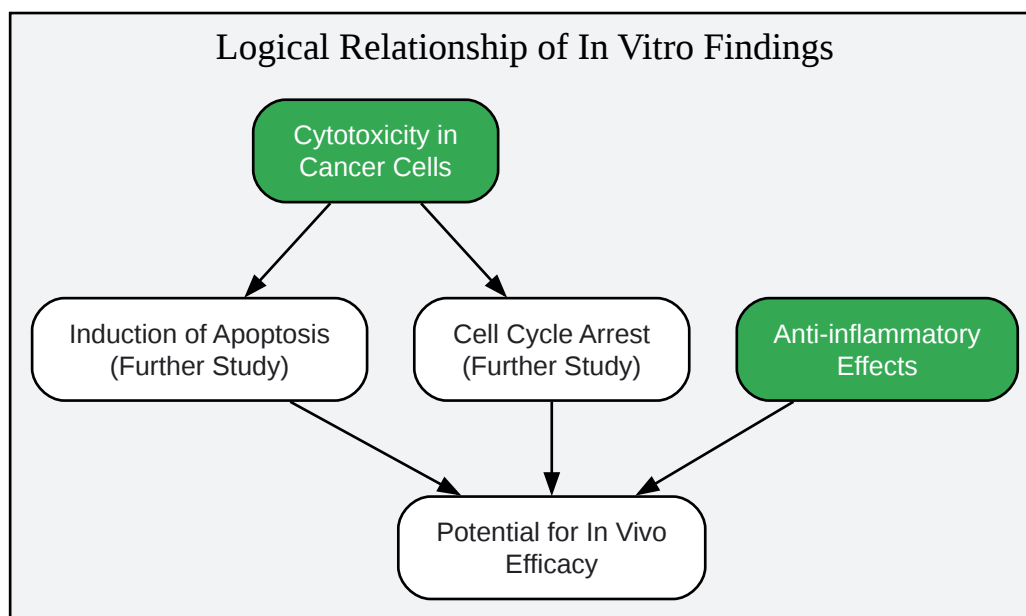 Logical Relationship of In Vitro Findings
Cytotoxicity in
Cancer Cells
Induction of Apoptosis
(Further Study)
Cell Cycle Arrest
(Further Study)
Anti-inflammatory
Effects
Potential for In Vivo
Efficacy